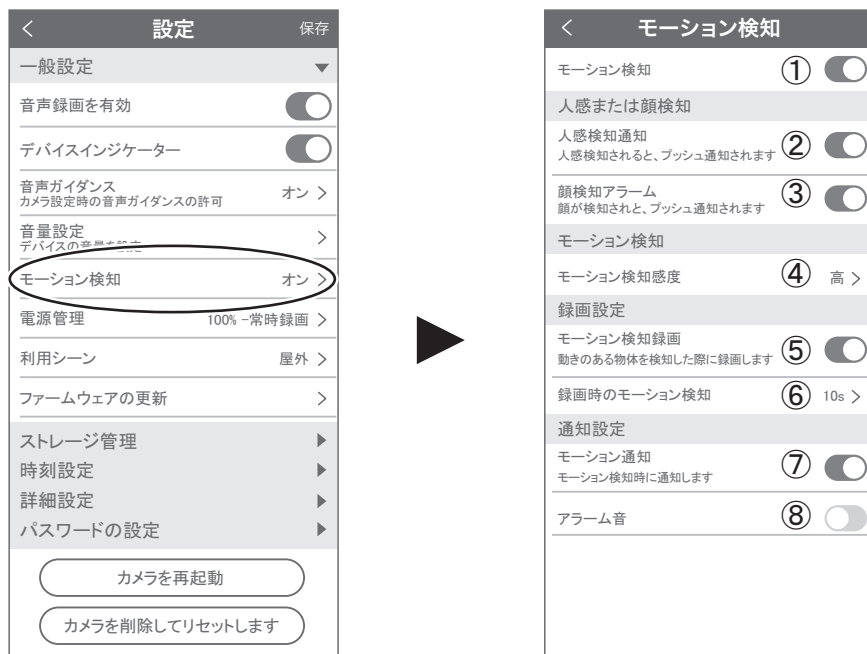 設定
保存
一般設定
音声録画を有効
デバイスインジケーター
音声ガイダンス
カメラ設定時の音声ガイダンスの許可
オン
音量設定
デバイスの音量を設定
モーション検知
オン
電源管理
100% -常時録画
利用シーン
屋外
ファームウェアの更新
ストレージ管理
時刻設定
詳細設定
パスワードの設定
カメラを再起動
カメラを削除してリセットします
モーション検知
モーション検知 ①
人感または顔検知
人感検知通知
人感検知されると、プッシュ通知されます ②
顔検知アラーム
顔が検知されと、プッシュ通知されます ③
モーション検知
モーション検知感度 ④ 高
録画設定
モーション検知録画
動きのある物体を検知した際に録画します ⑤
録画時のモーション検知 ⑥ 10s
通知設定
モーション通知
モーション検知時に通知します ⑦
アラーム音 ⑧